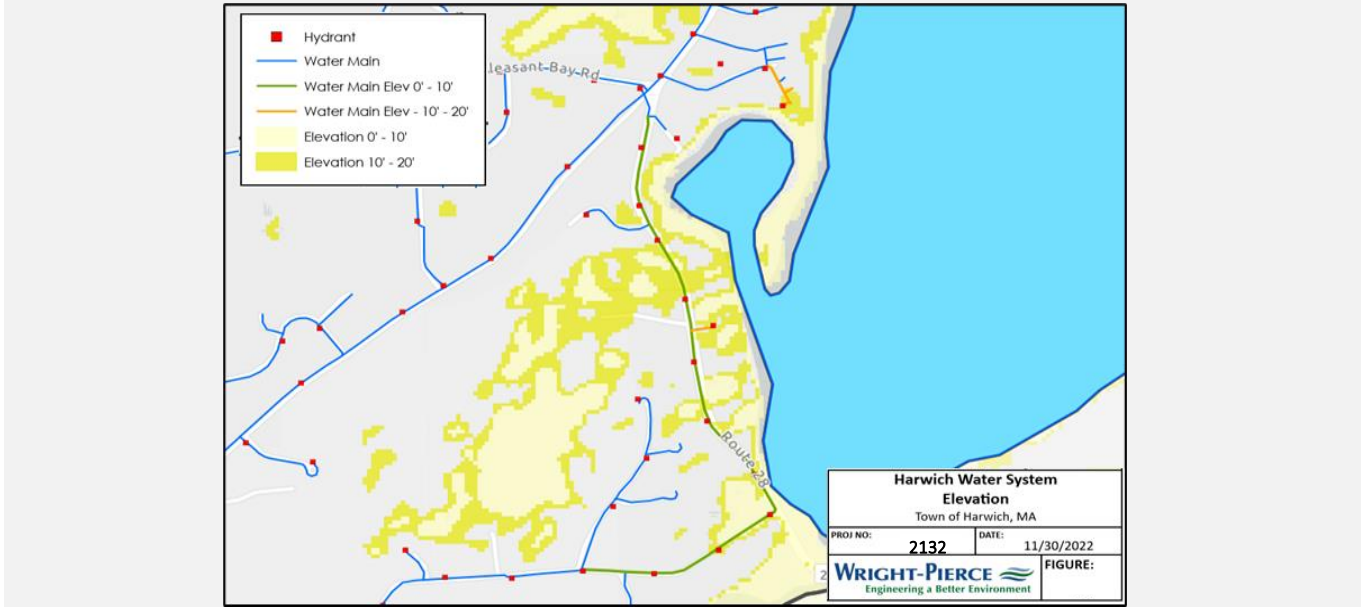 Hydrant
Water Main
Water Main Elev 0' - 10'
Water Main Elev - 10' - 20'
Elevation 0' - 10'
Elevation 10' - 20'
leasant Bay Rd
Route 28
2
Harwich Water System
Elevation
Town of Harwich, MA
PROJ NO: 2132 DATE: 11/30/2022
WRIGHT-PIERCE FIGURE:
Engineering a Better Environment